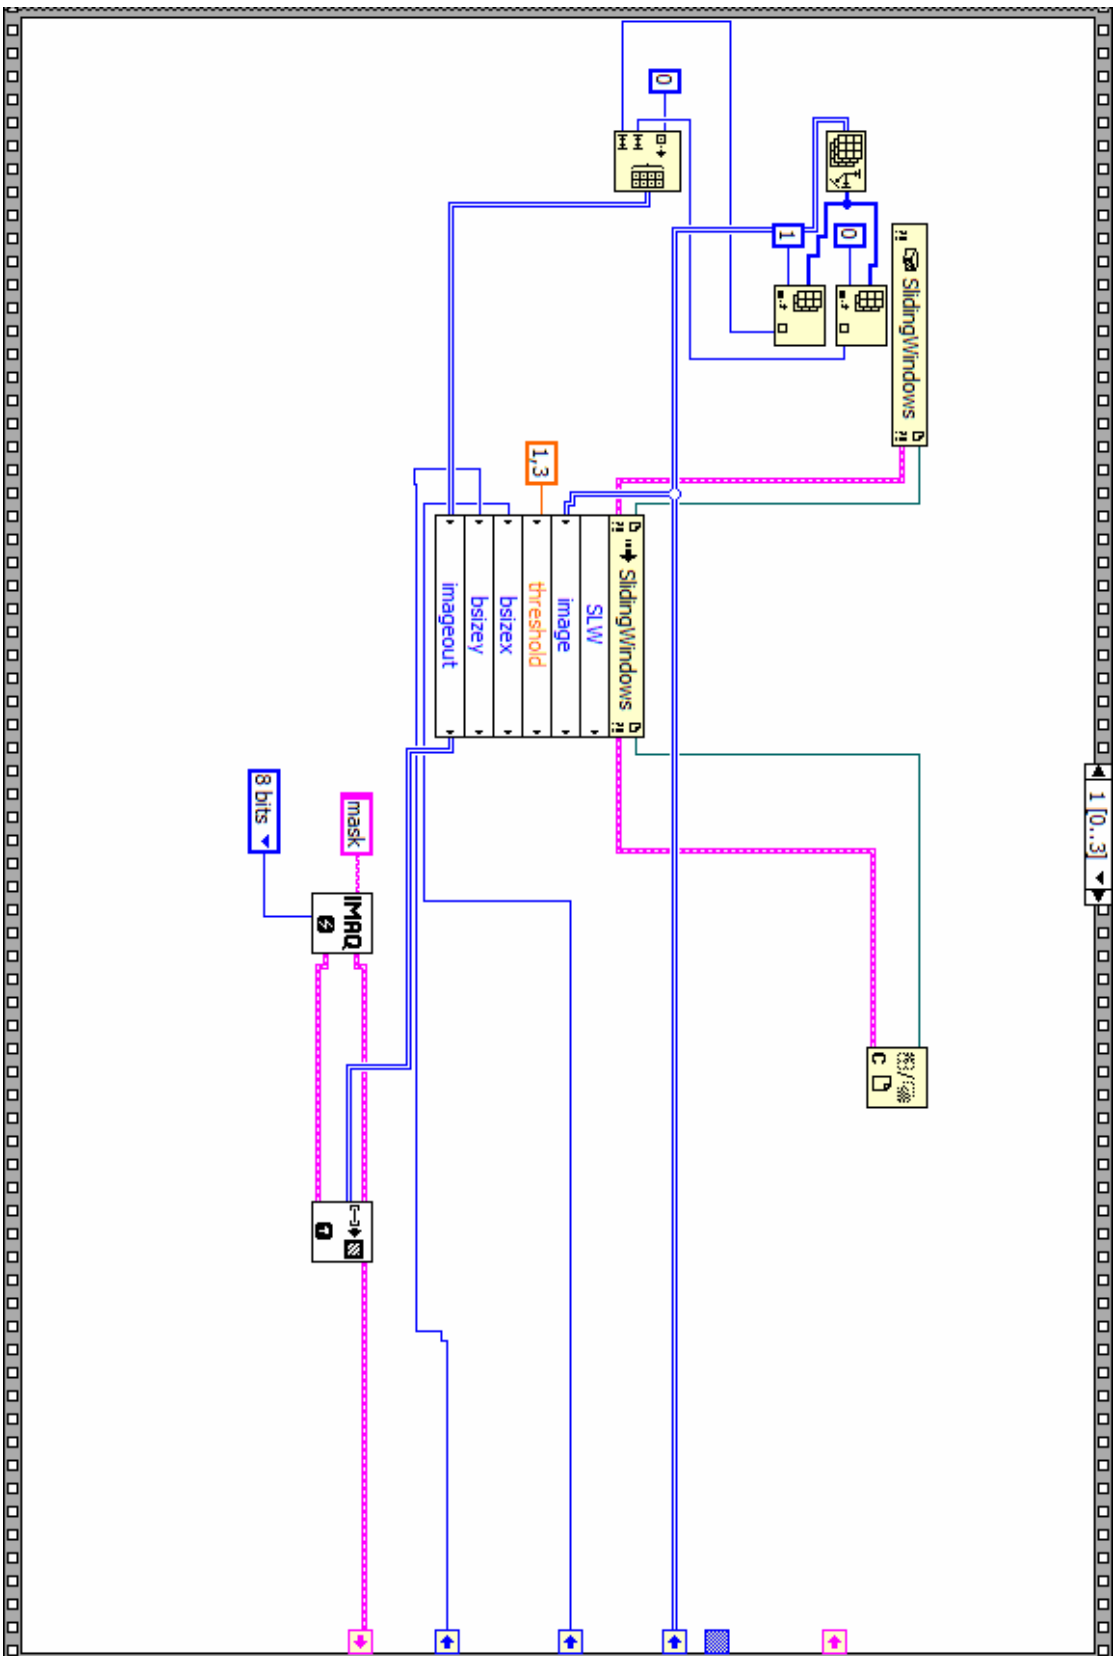 1 [0..3]
SlidingWindows
0
1
0
SlidingWindows
SLW
image
threshold
bsizex
bsizey
imageout
1,3
mask
8 bits
IMAQ
C
T